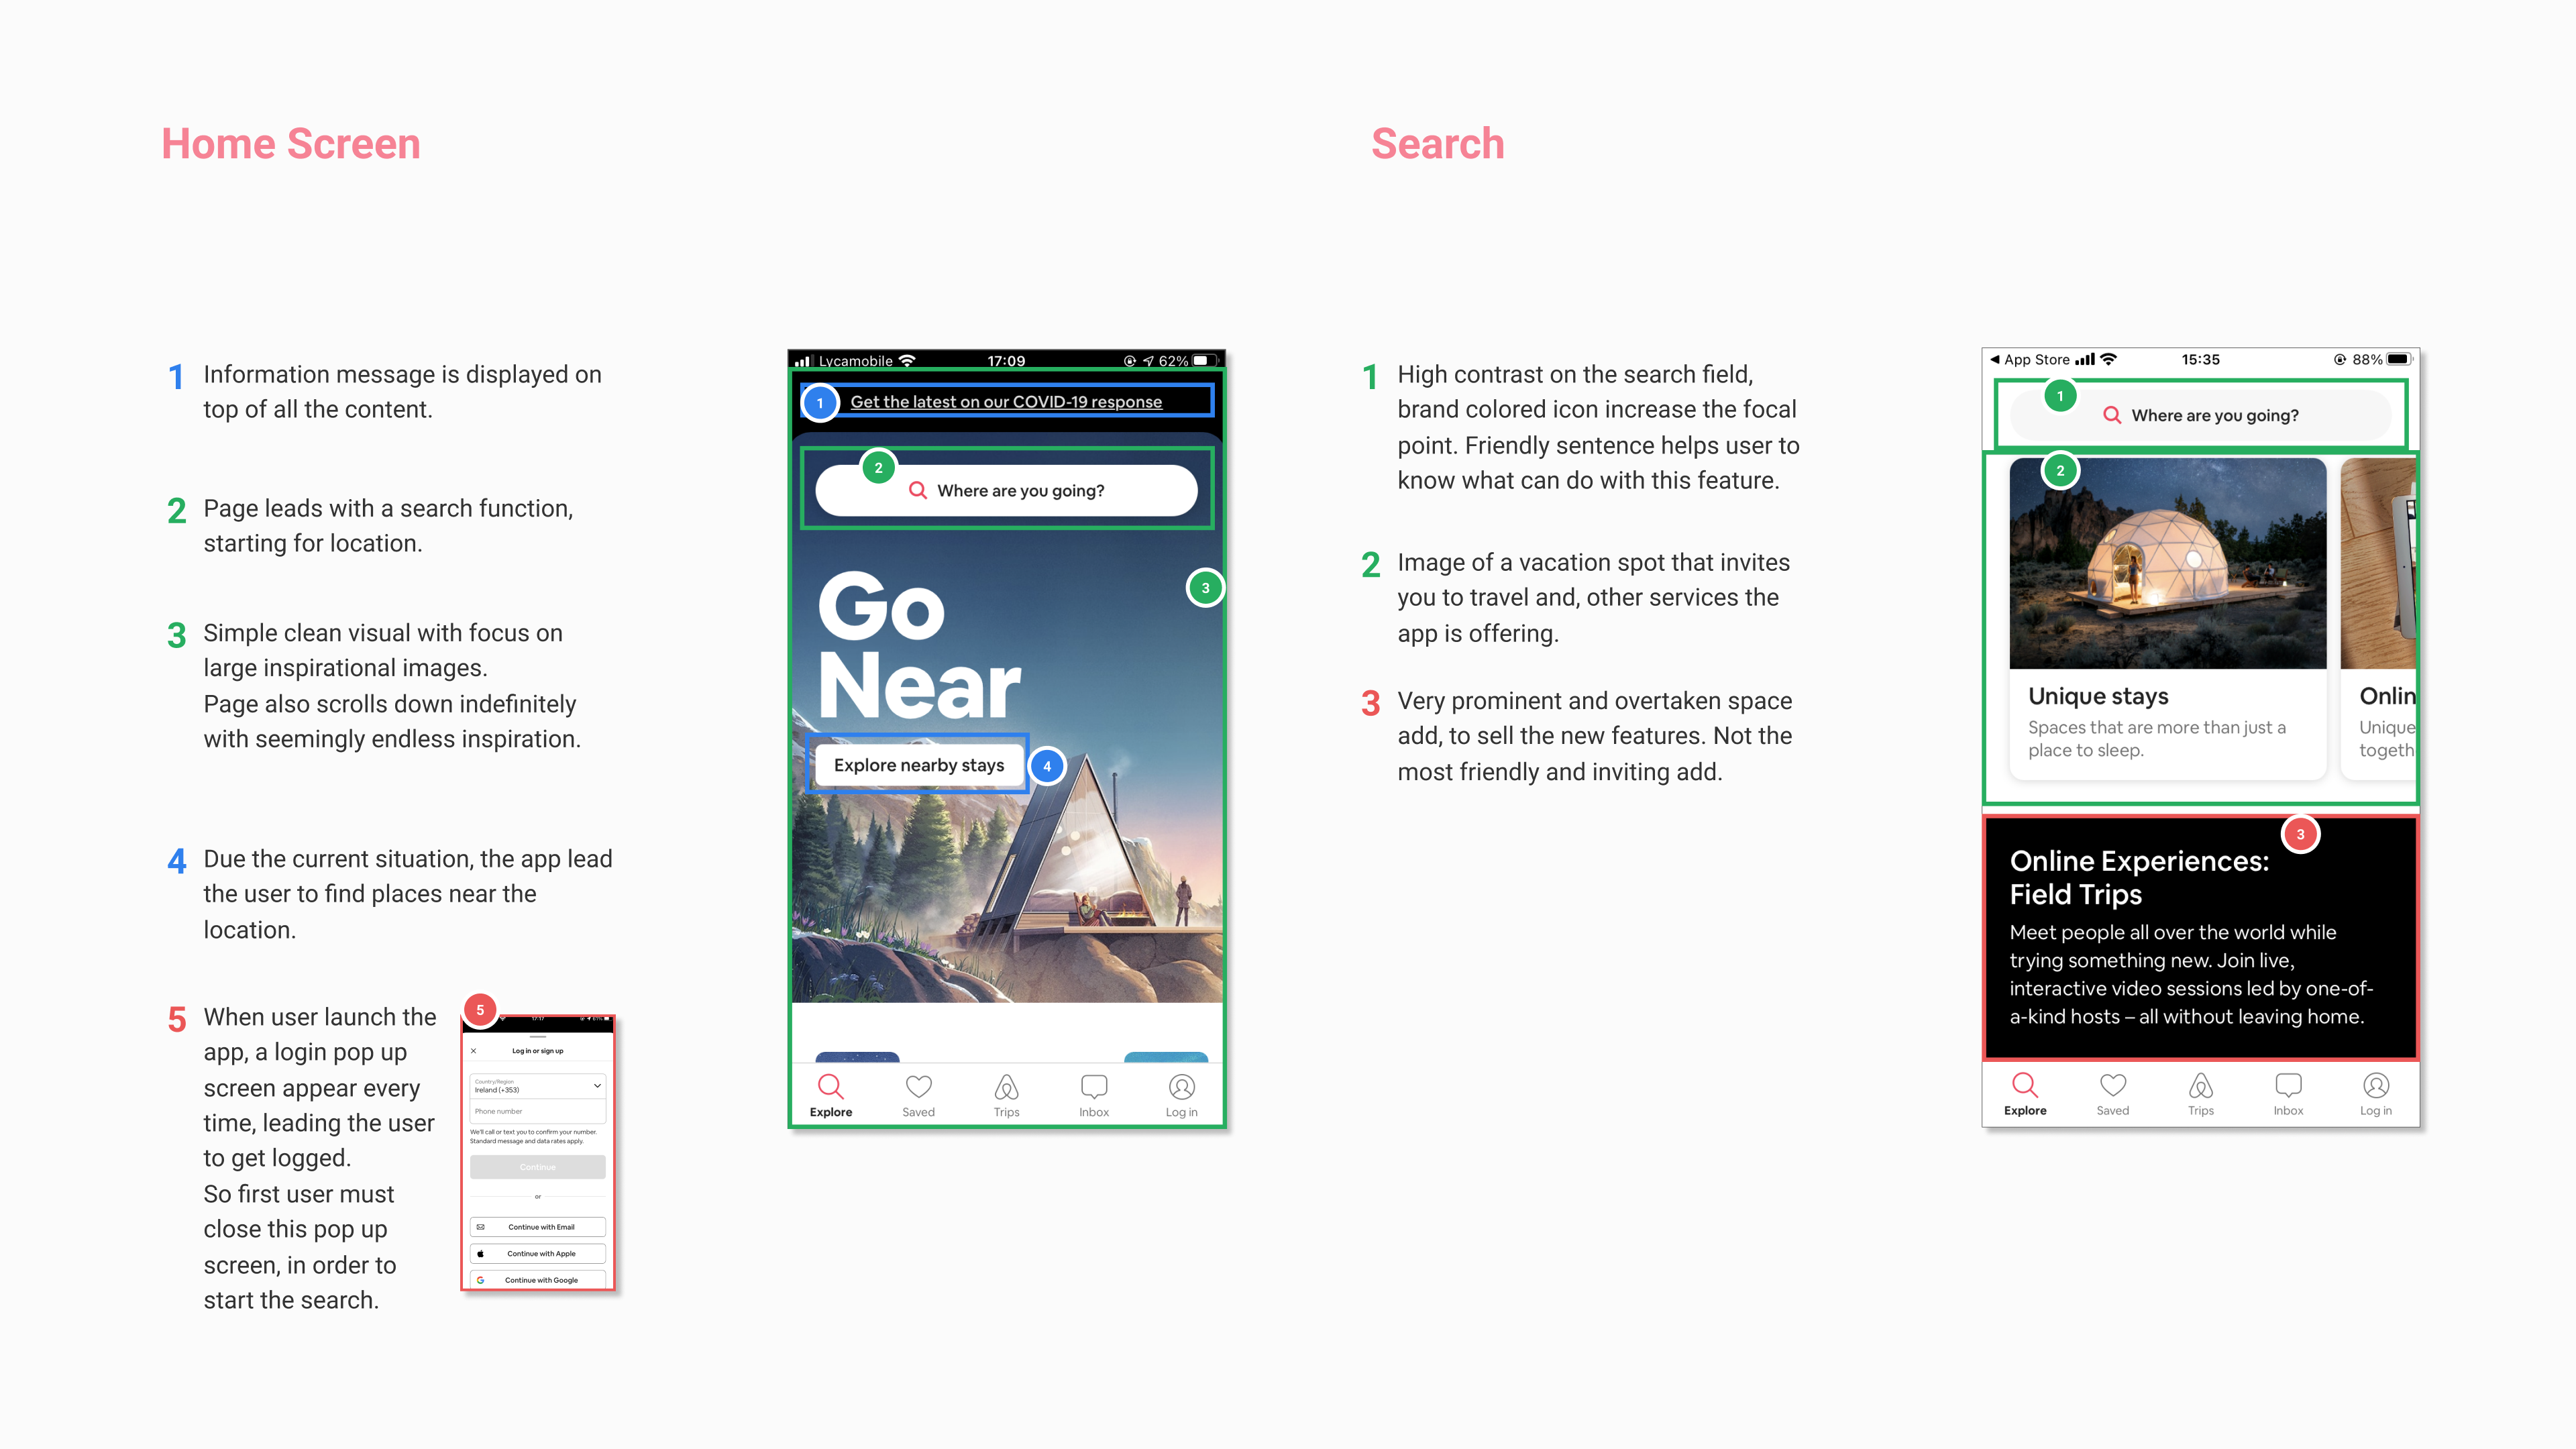 Home Screen
1
Information message is displayed on
top of all the content.
2
Page leads with a search function,
starting for location.
3
Simple clean visual with focus on
large inspirational images.
Page also scrolls down indefinitely
with seemingly endless inspiration.
4
Due the current situation, the app lead
the user to find places near the
location.
5
When user launch the
app, a login pop up
screen appear every
time, leading the user
to get logged.
So first user must
close this pop up
screen, in order to
start the search.
5
Log in or sign up
Country/Region
Ireland (+353)
Phone number
We'll call or text you to confirm your number.
Standard message and data rates apply.
Continue
or
Continue with Email
Continue with Apple
Continue with Google
Lycamobile 17:09 62%
1 Get the latest on our COVID-19 response
2
Where are you going?
3
Go
Near
Explore nearby stays 4
Explore Saved Trips Inbox Log in
Search
1
High contrast on the search field,
brand colored icon increase the focal
point. Friendly sentence helps user to
know what can do with this feature.
2
Image of a vacation spot that invites
you to travel and, other services the
app is offering.
3
Very prominent and overtaken space
add, to sell the new features. Not the
most friendly and inviting add.
App Store 15:35 88%
1
Where are you going?
2
Unique stays
Spaces that are more than just a
place to sleep.
Onlin
Unique
togeth
3
Online Experiences:
Field Trips
Meet people all over the world while
trying something new. Join live,
interactive video sessions led by one-of-
a-kind hosts – all without leaving home.
Explore Saved Trips Inbox Log in